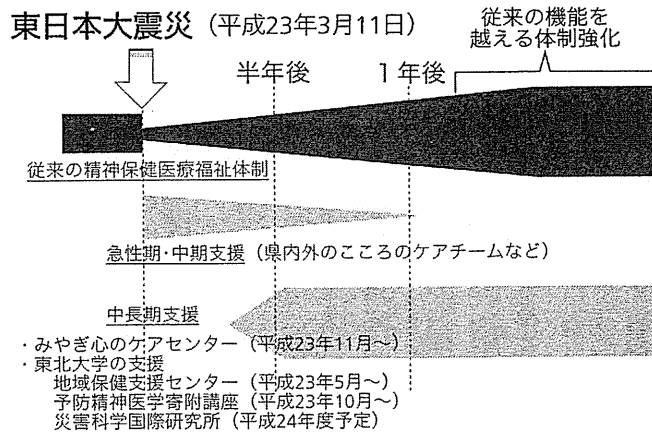 東日本大震災（平成23年3月11日）
従来の機能を
越える体制強化
半年後
1年後
従来の精神保健医療福祉体制
急性期・中期支援（県内外のこころのケアチームなど）
中長期支援
・みやぎ心のケアセンター（平成23年11月～）
・東北大学の支援
地域保健支援センター（平成23年5月～）
予防精神医学寄附講座（平成23年10月～）
災害科学国際研究所（平成24年度予定）